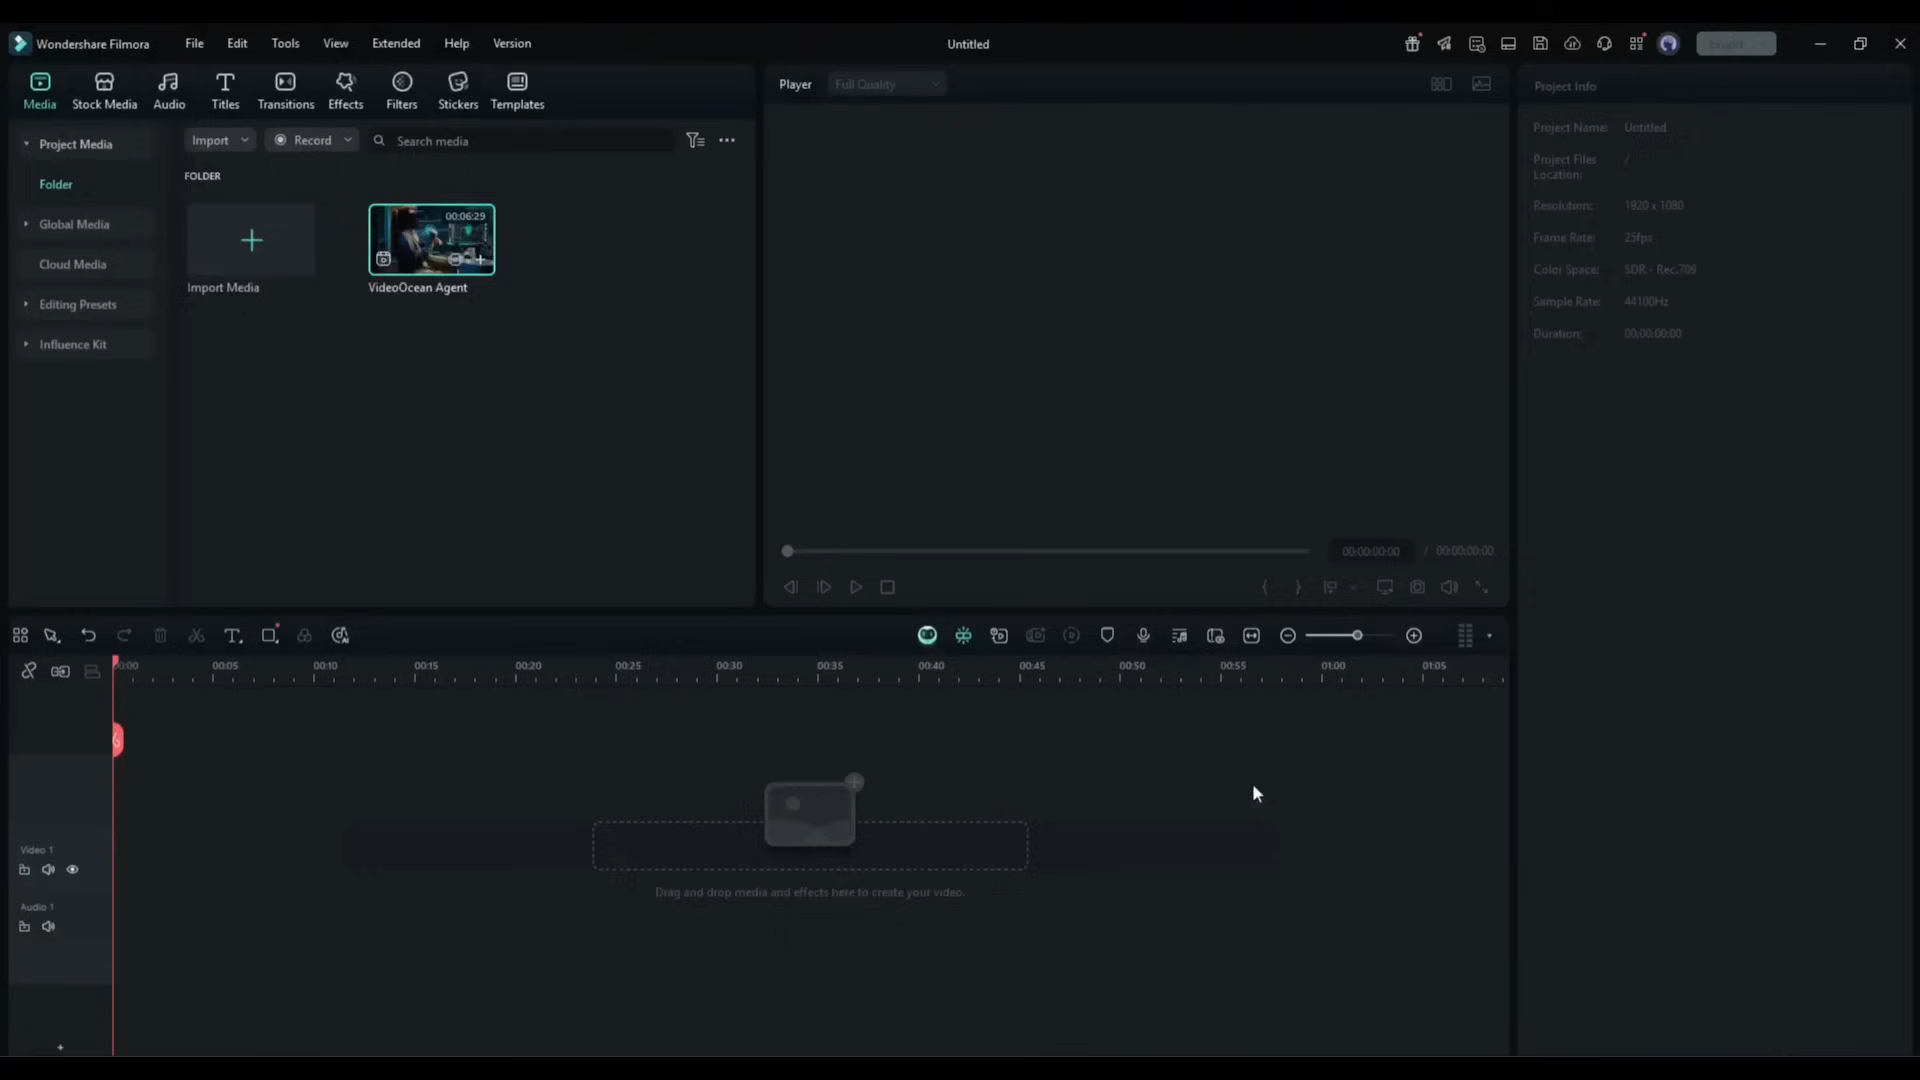 Wondershare Filmora File Edit Tools View Extended Help Version Untitled Export
Media Stock Media Audio Titles Transitions Effects Filters Stickers Templates
Player Full Quality
Project Info
Project Media
Import Record Search media
FOLDER
Folder
Global Media
Cloud Media
Editing Presets
Influence Kit
00:06:29
Import Media VideoOcean Agent
Project Name: Untitled
Project Files
Location: /
Resolution: 1920 x 1080
Frame Rate: 25fps
Color Space: SDR - Rec.709
Sample Rate: 44100Hz
Duration: 00:00:00:00
00:00:00:00 / 00:00:00:00
00:00 00:05 00:10 00:15 00:20 00:25 00:30 00:35 00:40 00:45 00:50 00:55 01:00 01:05
Video 1
Drag and drop media and effects here to create your video.
Audio 1